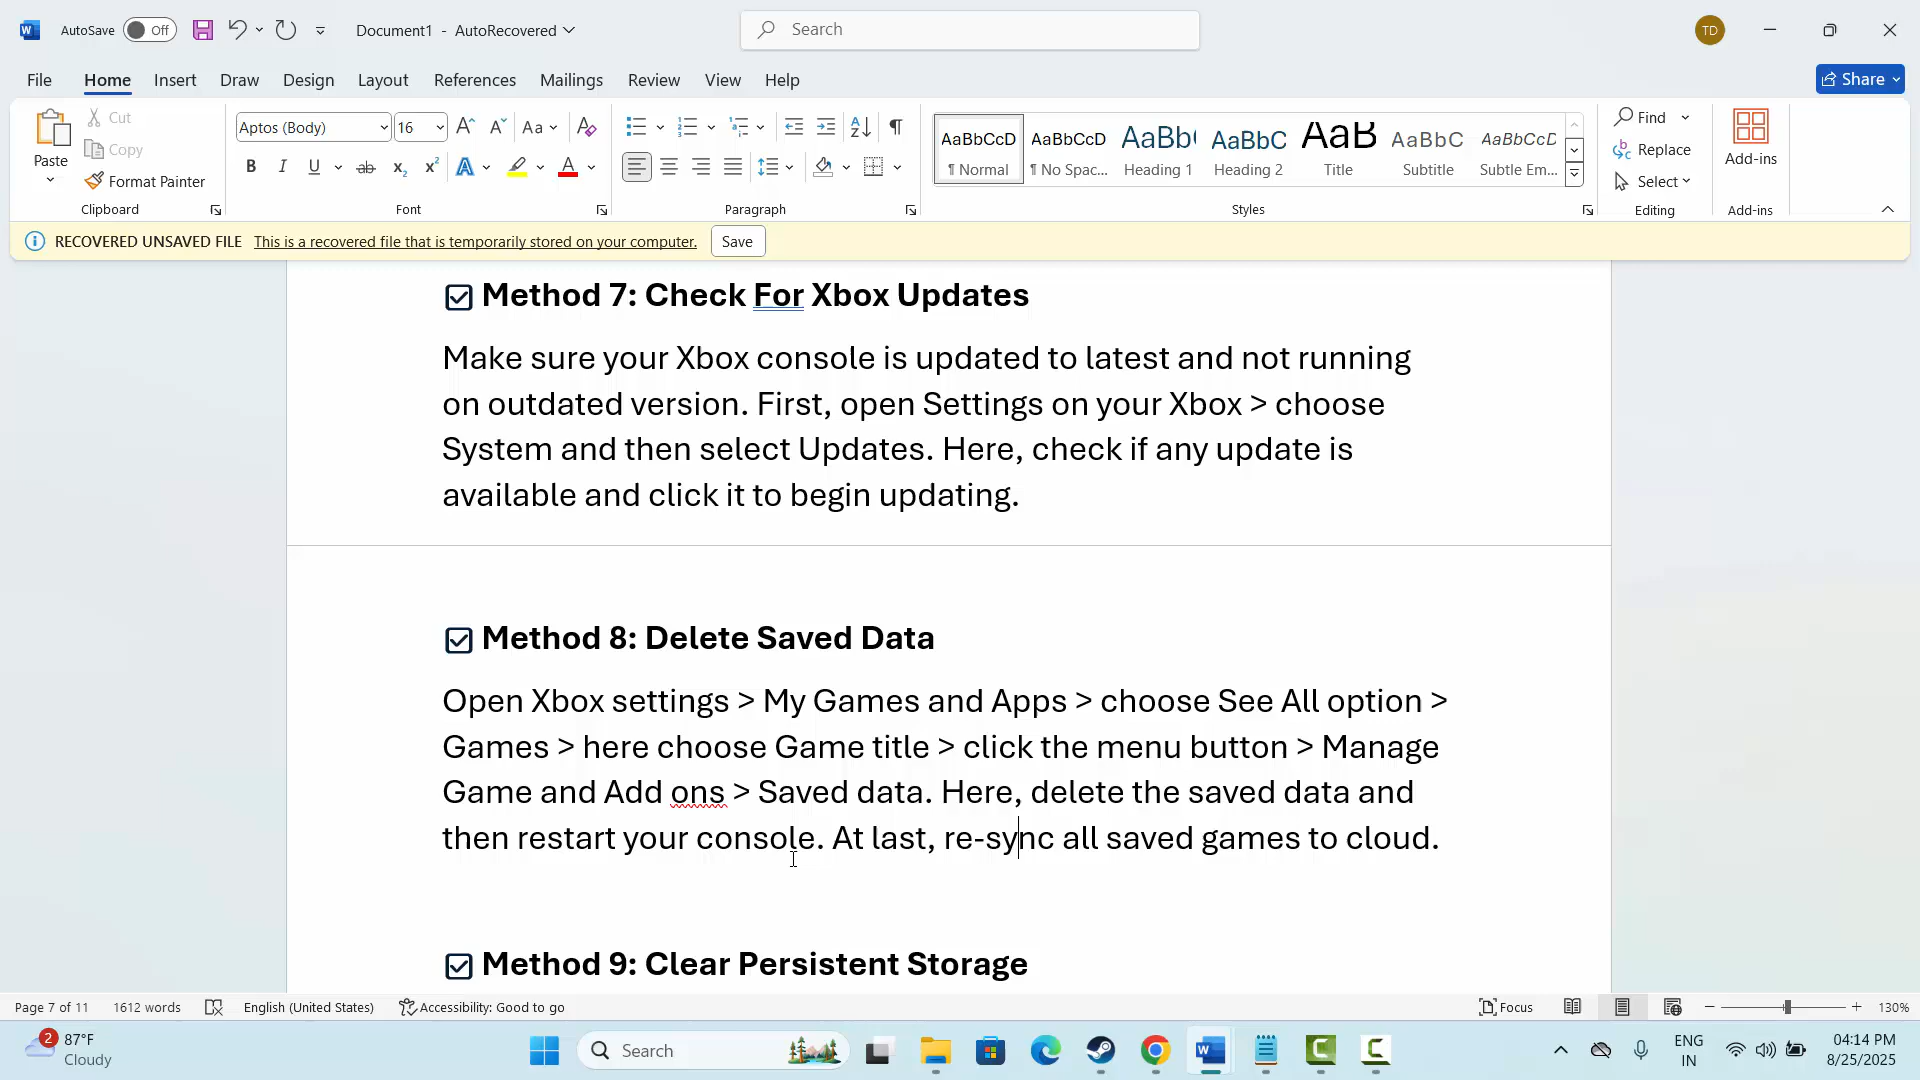 AutoSave Off Document1 - AutoRecovered Search TD
File Home Insert Draw Design Layout References Mailings Review View Help Share
Paste Cut Copy Format Painter
Aptos (Body) 16
AaBbCcD AaBbCcD AaBb( AaBbC AaB AaBbC AaBbCcD
¶ Normal ¶ No Spac... Heading 1 Heading 2 Title Subtitle Subtle Em...
Find Replace Select
Add-ins
Clipboard Font Paragraph Styles Editing Add-ins
RECOVERED UNSAVED FILE This is a recovered file that is temporarily stored on your computer. Save
Method 7: Check For Xbox Updates
Make sure your Xbox console is updated to latest and not running
on outdated version. First, open Settings on your Xbox > choose
System and then select Updates. Here, check if any update is
available and click it to begin updating.
Method 8: Delete Saved Data
Open Xbox settings > My Games and Apps > choose See All option >
Games > here choose Game title > click the menu button > Manage
Game and Add ons > Saved data. Here, delete the saved data and
then restart your console. At last, re-sync all saved games to cloud.
Method 9: Clear Persistent Storage
Page 7 of 11 1612 words English (United States) Accessibility: Good to go Focus 130%
2 87°F
Cloudy
Search
ENG
IN
04:14 PM
8/25/2025